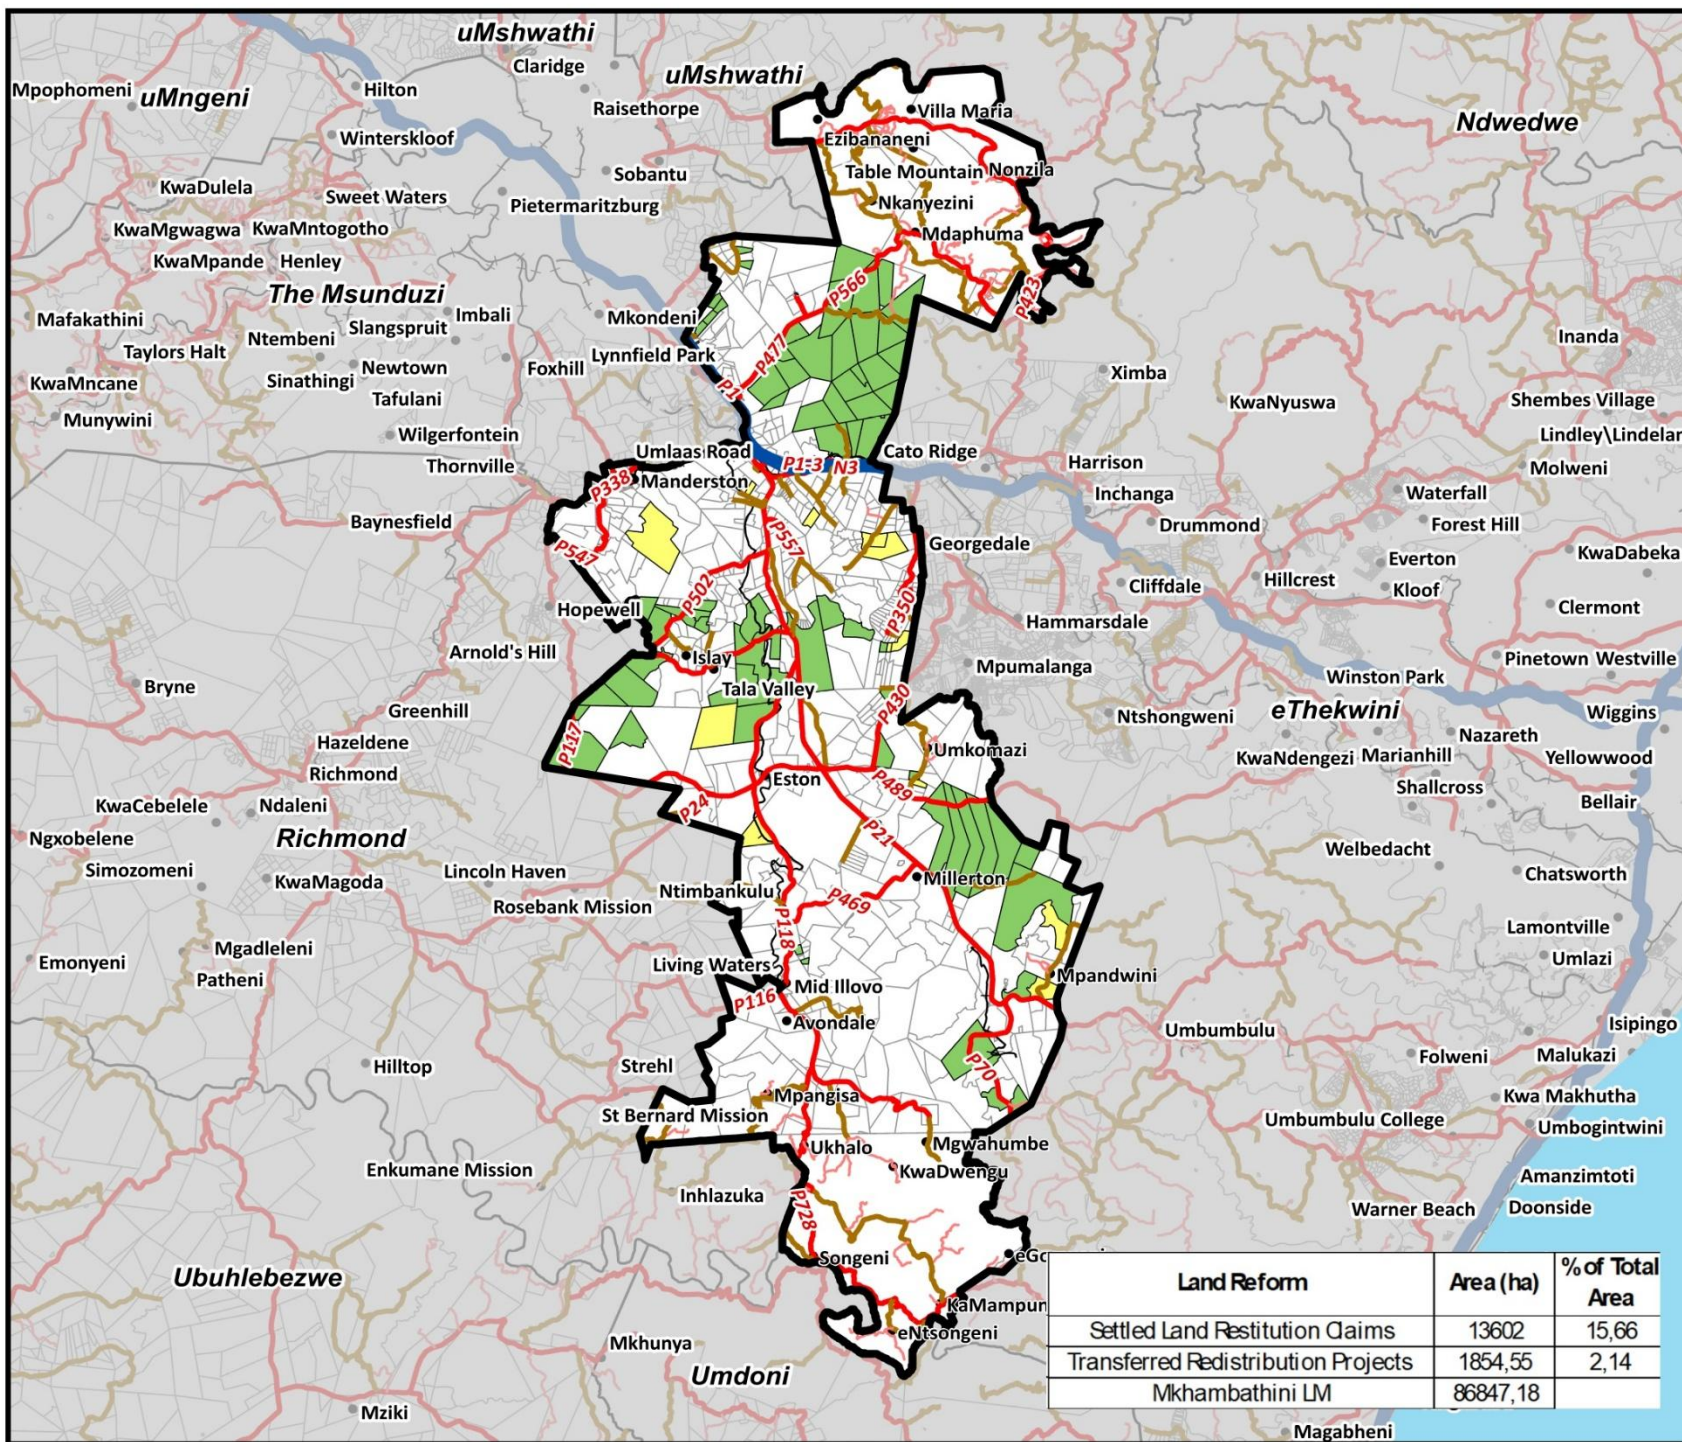 uMshwathi
Claridge
uMshwathi
Mpophomeni
uMngeni
Hilton
Raisethorpe
Villa Maria
Ndwedwe
Winterskloof
Ezibananeni
Sobantu
Table Mountain
Nonzila
KwaDulela
Sweet Waters
Pietermaritzburg
Nkanyezini
KwaMgwagwa
KwaMntogotho
Mdaphuma
KwaMpande
Henley
The Msunduzi
P566
P423
Mafakathini
Ntembeni
Slangspruit
Imbali
Mkondeni
Inanda
Taylors Halt
Lynnfield Park
P477
Foxhill
Newtown
Sinathingi
KwaMncane
Ximba
P1
Tafulani
KwaNyuswa
Shembes Village
Munywini
Wilgerfontein
Lindley\Lindelar
Umlaas Road
Cato Ridge
Thornville
P1-3
N3
Harrison
Molweni
P338
Manderston
Inchanga
Waterfall
Baynesfield
Drummond
Forest Hill
P557
Georgedale
P547
Everton
KwaDabeka
Cliffdale
Hillcrest
Kloof
P502
P350
Hopewell
Clermont
Hammarsdale
Arnold's Hill
Islay
Mpumalanga
Pinetown
Westville
Winston Park
Bryne
Tala Valley
P430
Greenhill
Ntshongweni
eThekwini
Wiggins
P117
Hazeldene
Umkomazi
KwaNdengezi
Marianhill
Nazareth
Yellowwood
Richmond
Eston
P489
KwaCebelele
Ndaleni
P24
Shallcross
Bellair
Ngxobelene
Richmond
P21
Simozomeni
Welbedacht
KwaMagoda
Lincoln Haven
Ntimbankulu
Millerton
Chatsworth
Rosebank Mission
P469
P118
Lamontville
Mgadleleni
Emonyeni
Patheni
Living Waters
Mpandwini
Umlazi
Mid Illovo
P116
Avondale
Umbumbulu
Isipingo
Hilltop
Strehl
P70
Folweni
Malukazi
Mpangisa
Kwa Makhutha
St Bernard Mission
Umbumbulu College
Umbogintwini
Ukhalo
Mgwahumbe
Enkumane Mission
KwaDwengu
Amanzimtoti
Inhlazuka
P728
Warner Beach
Doonside
Songeni
Ubuhlebezwe
KaMampun
eNtsongeni
Mkhunya
Umdoni
Mziki
Magabheni
Land Reform Area (ha) % of Total Area
Settled Land Restitution Claims 13602 15,66
Transferred Redistribution Projects 1854,55 2,14
Mkhambathini LM 86847,18